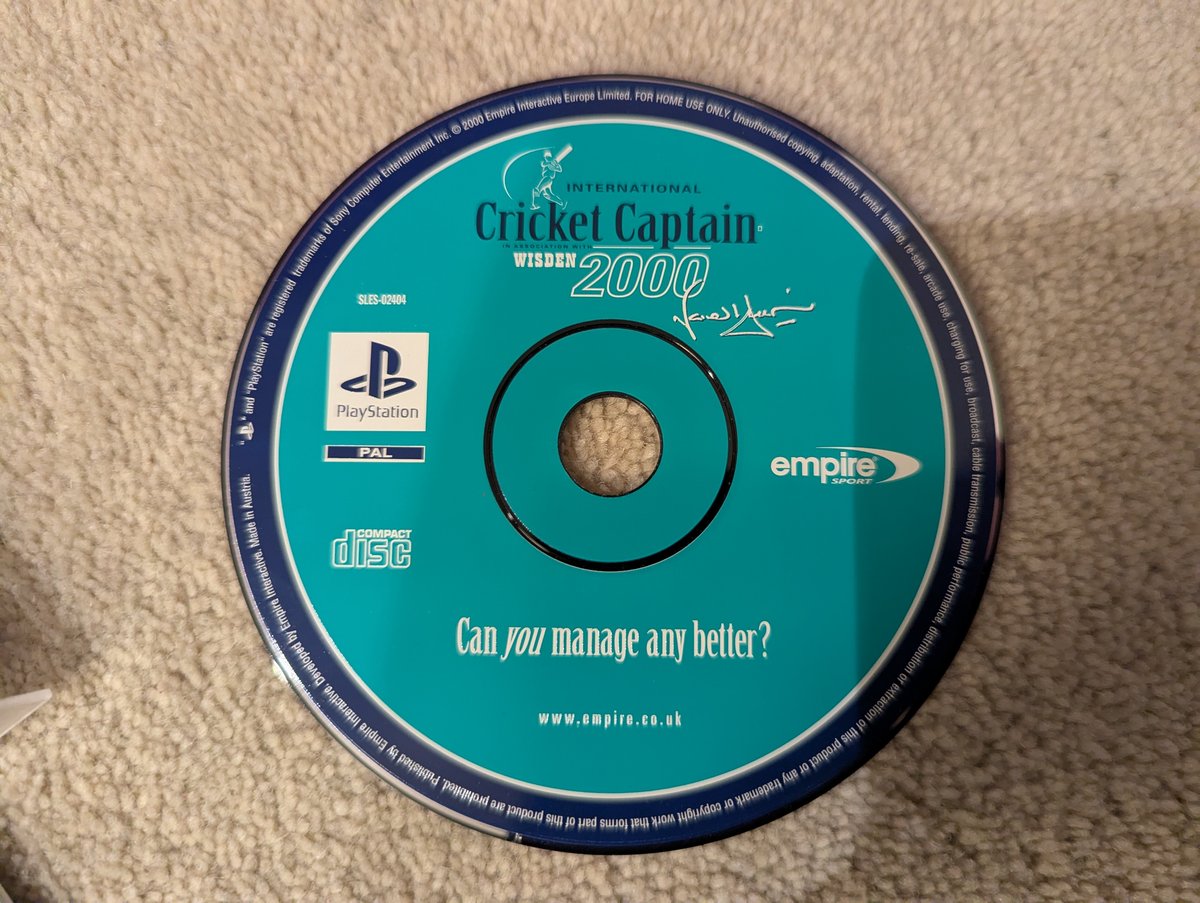 INTERNATIONAL
Cricket Captain
IN ASSOCIATION WITH
WISDEN 2000
SLES-02404
PlayStation
PAL
empire
SPORT
COMPACT
disc
Can you manage any better?
www.empire.co.uk
" " and "PlayStation" are registered trademarks of Sony Computer Entertainment Inc. © 2000 Empire Interactive Europe Limited. FOR HOME USE ONLY. Unauthorised copying, adaptation, rental, lending, re-sale, arcade use, charging for use, broadcast, cable transmission, public performance, distribution or extraction of this product or any trademark or copyright work that forms part of this product are prohibited. Published by Empire Interactive. Developed by Empire Interactive. Made in Austria.